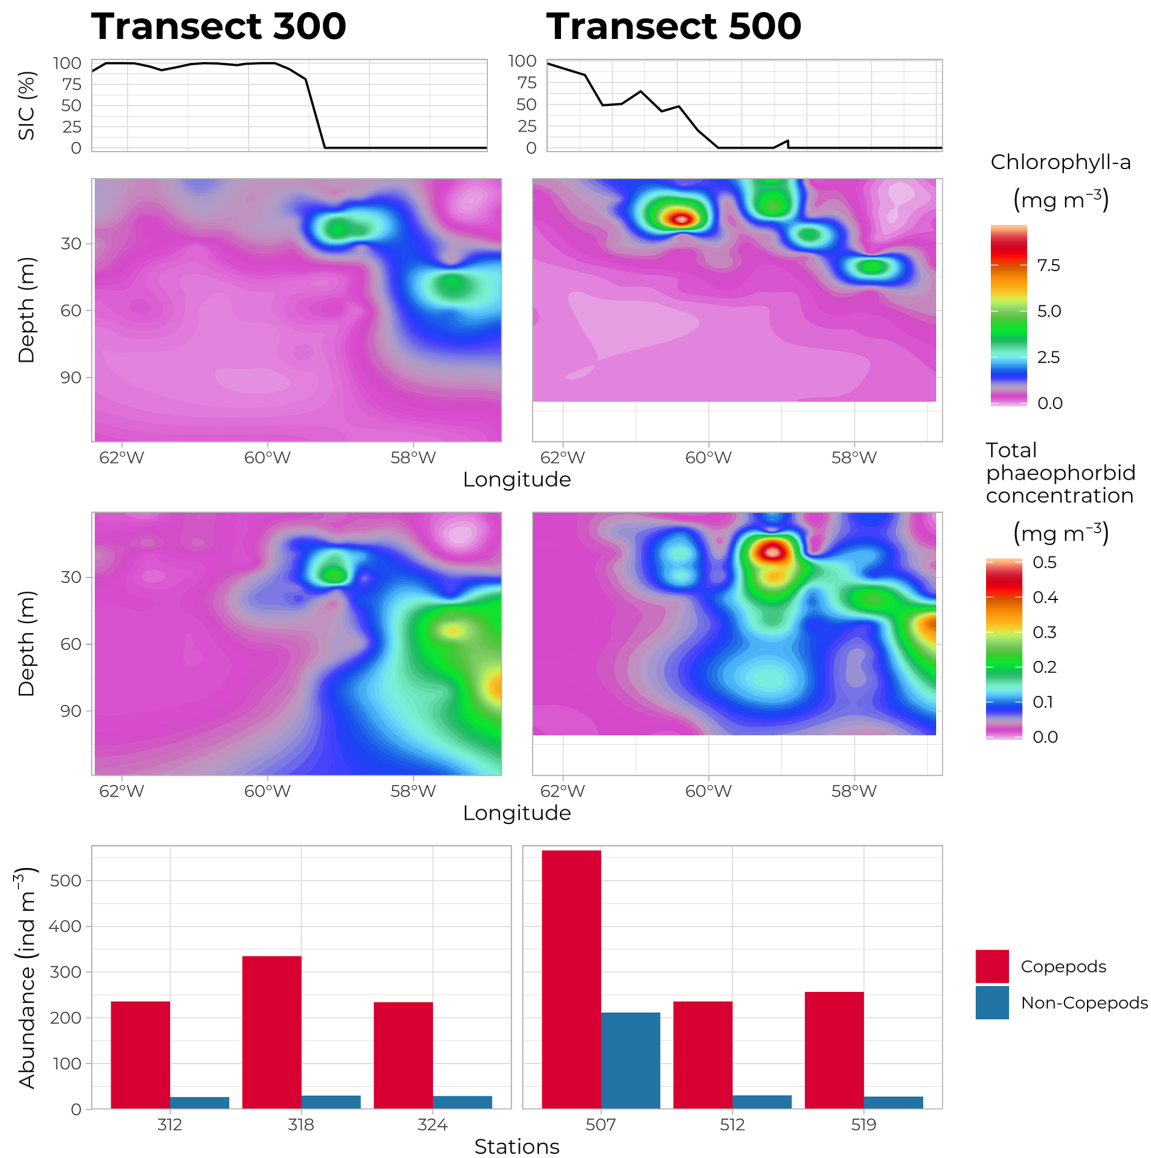 Transect 300
Transect 500
SIC (%)
100
75
50
25
0
100
75
50
25
0
Depth (m)
30
60
90
62°W
60°W
58°W
62°W
60°W
58°W
Longitude
Chlorophyll-a
(mg m⁻³)
7.5
5.0
2.5
0.0
Depth (m)
30
60
90
62°W
60°W
58°W
62°W
60°W
58°W
Longitude
Total
phaeophorbid
concentration
(mg m⁻³)
0.5
0.4
0.3
0.2
0.1
0.0
Abundance (ind m⁻³)
500
400
300
200
100
0
312
318
324
507
512
519
Stations
Copepods
Non-Copepods